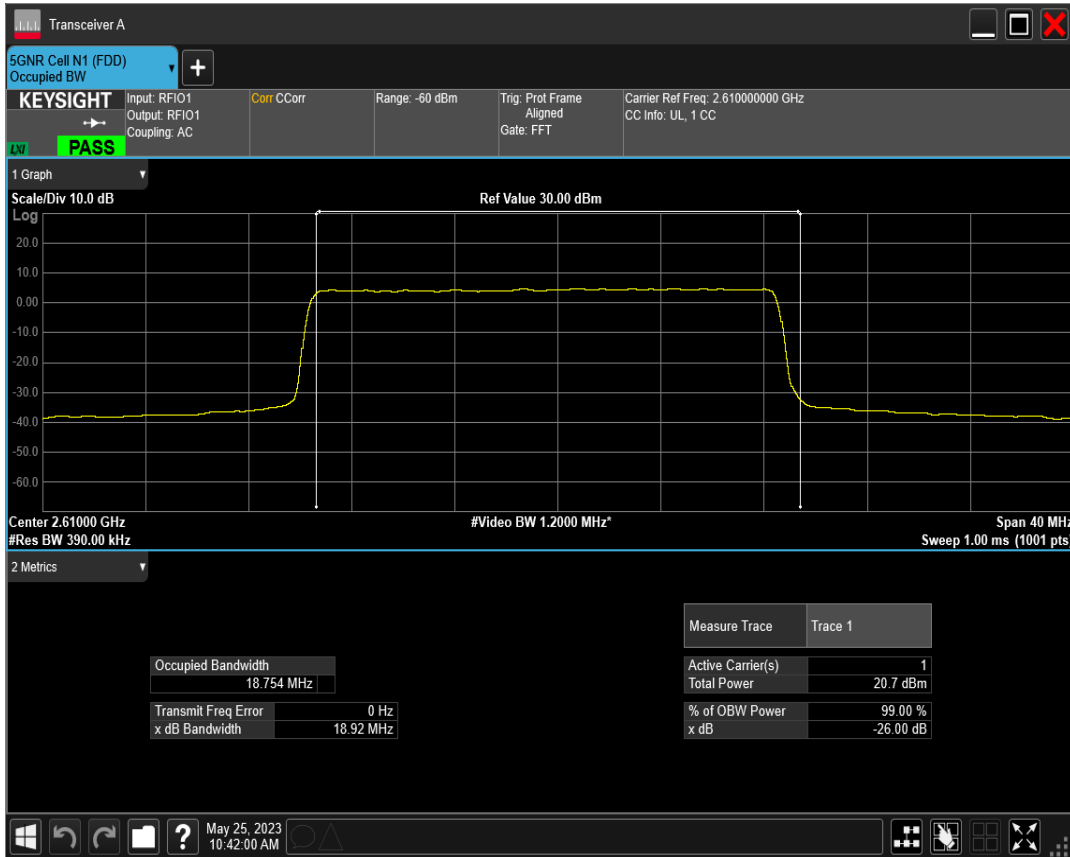 Transceiver A
5GNR Cell N1 (FDD)
Occupied BW
+
KEYSIGHT
LXI
PASS
Input: RFIO1
Output: RFIO1
Coupling: AC
Corr CCorr
Range: -60 dBm
Trig: Prot Frame
Aligned
Gate: FFT
Carrier Ref Freq: 2.610000000 GHz
CC Info: UL, 1 CC
1 Graph
Scale/Div 10.0 dB
Ref Value 30.00 dBm
Log
20.0
10.0
0.00
-10.0
-20.0
-30.0
-40.0
-50.0
-60.0
Center 2.61000 GHz
#Video BW 1.2000 MHz*
Span 40 MHz
#Res BW 390.00 kHz
Sweep 1.00 ms (1001 pts)
2 Metrics
Measure Trace Trace 1
Occupied Bandwidth
18.754 MHz
Active Carrier(s) 1
Total Power 20.7 dBm
Transmit Freq Error 0 Hz
x dB Bandwidth 18.92 MHz
% of OBW Power 99.00 %
x dB -26.00 dB
?
May 25, 2023
10:42:00 AM